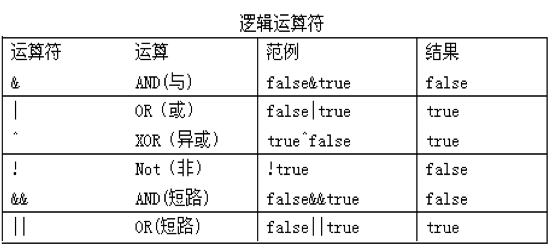 逻辑运算符
运算符 运算 范例 结果
& AND(与) false&true false
| OR（或） false|true true
^ XOR（异或） true^false true
! Not（非） !true false
&& AND(短路) false&&true false
|| OR(短路) false||true true